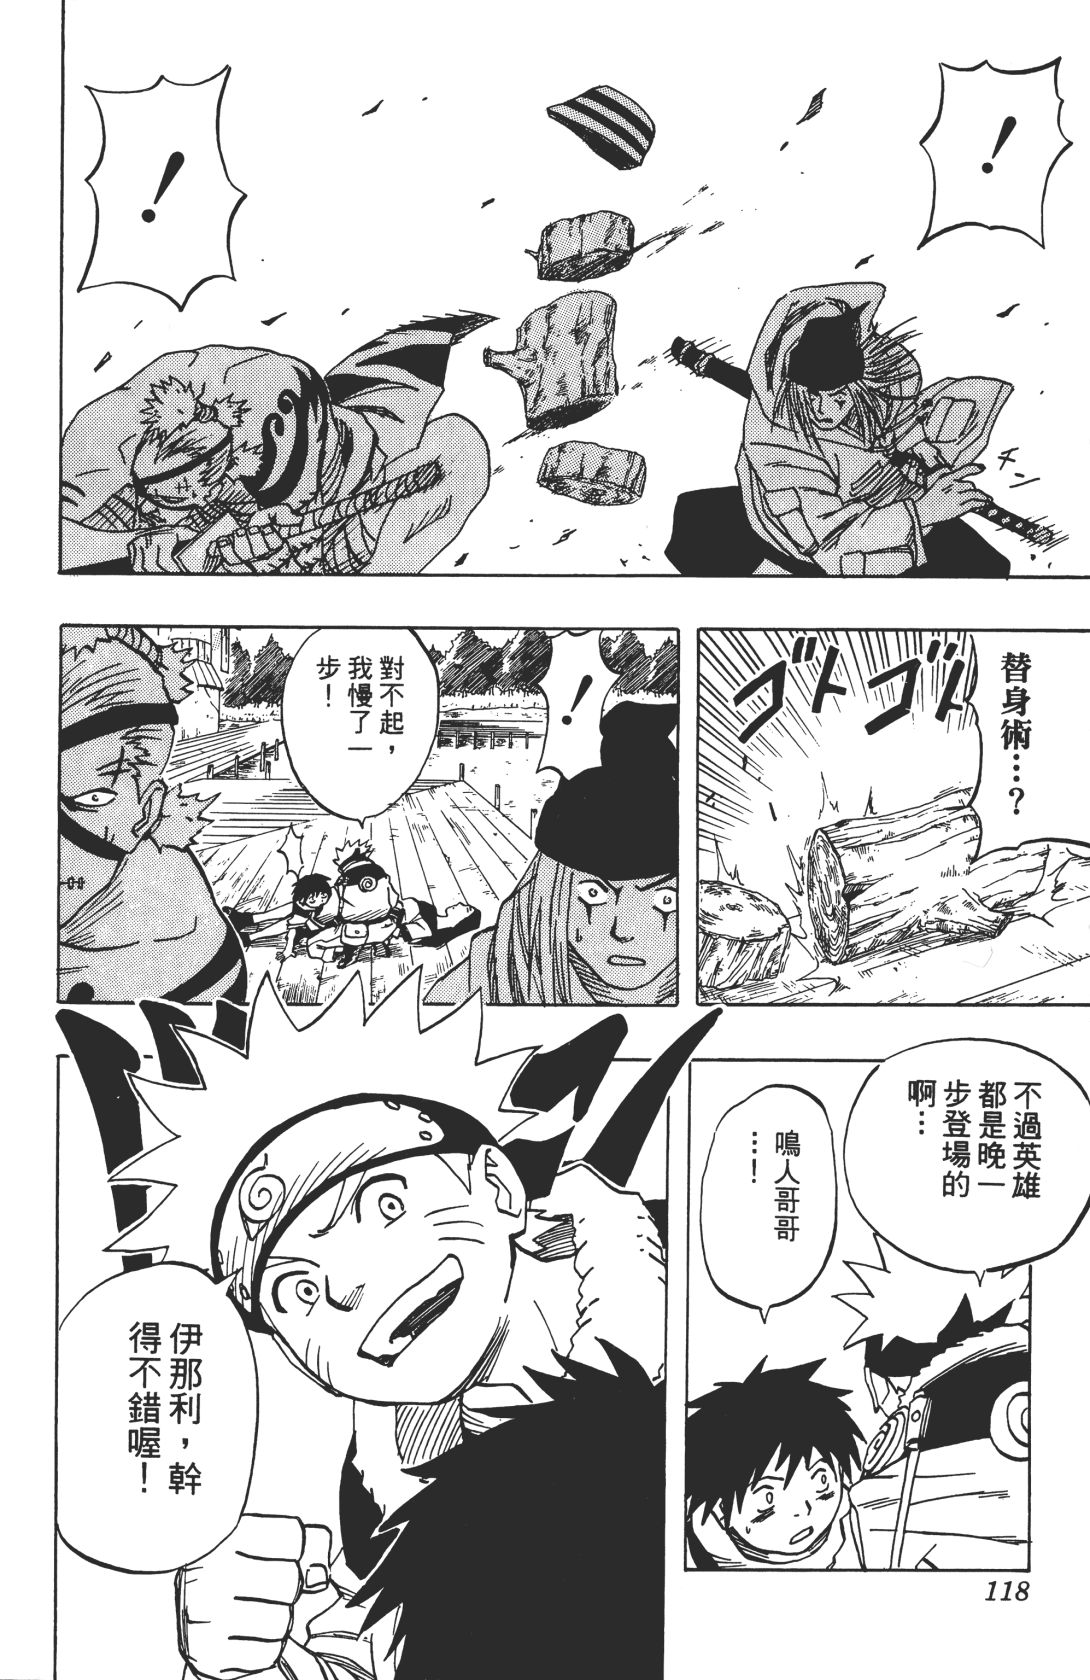 !
!
チン
替身術…?
ゴトゴト
!
對不起，
我慢了一
步！
不過英雄
都是晚一
步登場的
啊…
鳴人哥哥
…！
伊那利，幹
得不錯喔！
118